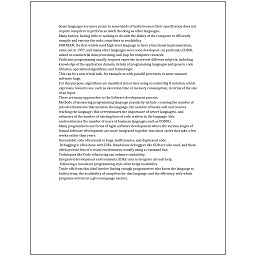 Some languages are more prone to some kinds of faults because their specification does not
require compilers to perform as much checking as other languages.
Many factors, having little or nothing to do with the ability of the computer to efficiently
compile and execute the code, contribute to readability.
FORTRAN, the first widely used high-level language to have a functional implementation,
came out in 1957, and many other languages were soon developed—in particular, COBOL
aimed at commercial data processing, and Lisp for computer research.
Proficient programming usually requires expertise in several different subjects, including
knowledge of the application domain, details of programming languages and generic code
libraries, specialized algorithms, and formal logic.
This can be a non-trivial task, for example as with parallel processes or some unusual
software bugs.
For this purpose, algorithms are classified into orders using so-called Big O notation, which
expresses resource use, such as execution time or memory consumption, in terms of the size
of an input.
There are many approaches to the Software development process.
Methods of measuring programming language popularity include: counting the number of
job advertisements that mention the language, the number of books sold and courses
teaching the language (this overestimates the importance of newer languages), and
estimates of the number of existing lines of code written in the language (this
underestimates the number of users of business languages such as COBOL).
Many programmers use forms of Agile software development where the various stages of
formal software development are more integrated together into short cycles that take a few
weeks rather than years.
Unreadable code often leads to bugs, inefficiencies, and duplicated code.
Debugging is often done with IDEs. Standalone debuggers like GDB are also used, and these
often provide less of a visual environment, usually using a command line.
Techniques like Code refactoring can enhance readability.
Integrated development environments (IDEs) aim to integrate all such help.
Following a consistent programming style often helps readability.
Trade-offs from this ideal involve finding enough programmers who know the language to
build a team, the availability of compilers for that language, and the efficiency with which
programs written in a given language execute.